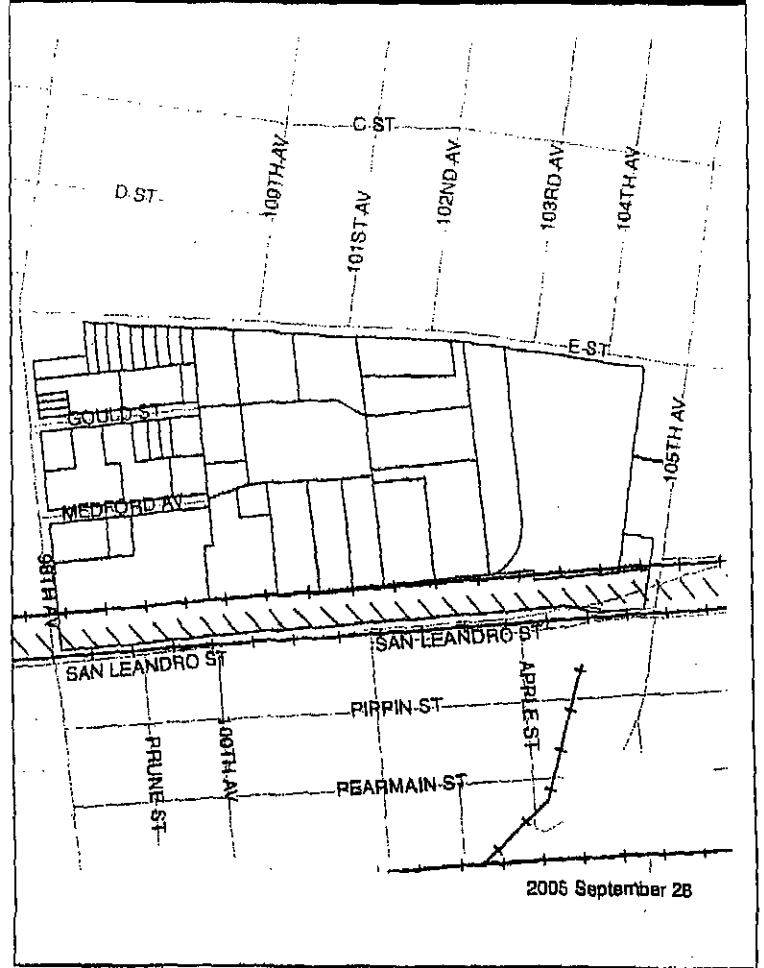 C ST
D ST
100TH AV
101ST AV
102ND AV
103RD AV
104TH AV
E ST
GOULD ST
105TH AV
MEDFORD AV
98TH AV
SAN LEANDRO ST
SAN LEANDRO ST
PIPPIN ST
APPLE ST
PRUNE ST
100TH AV
PEARMAIN ST
2005 September 28